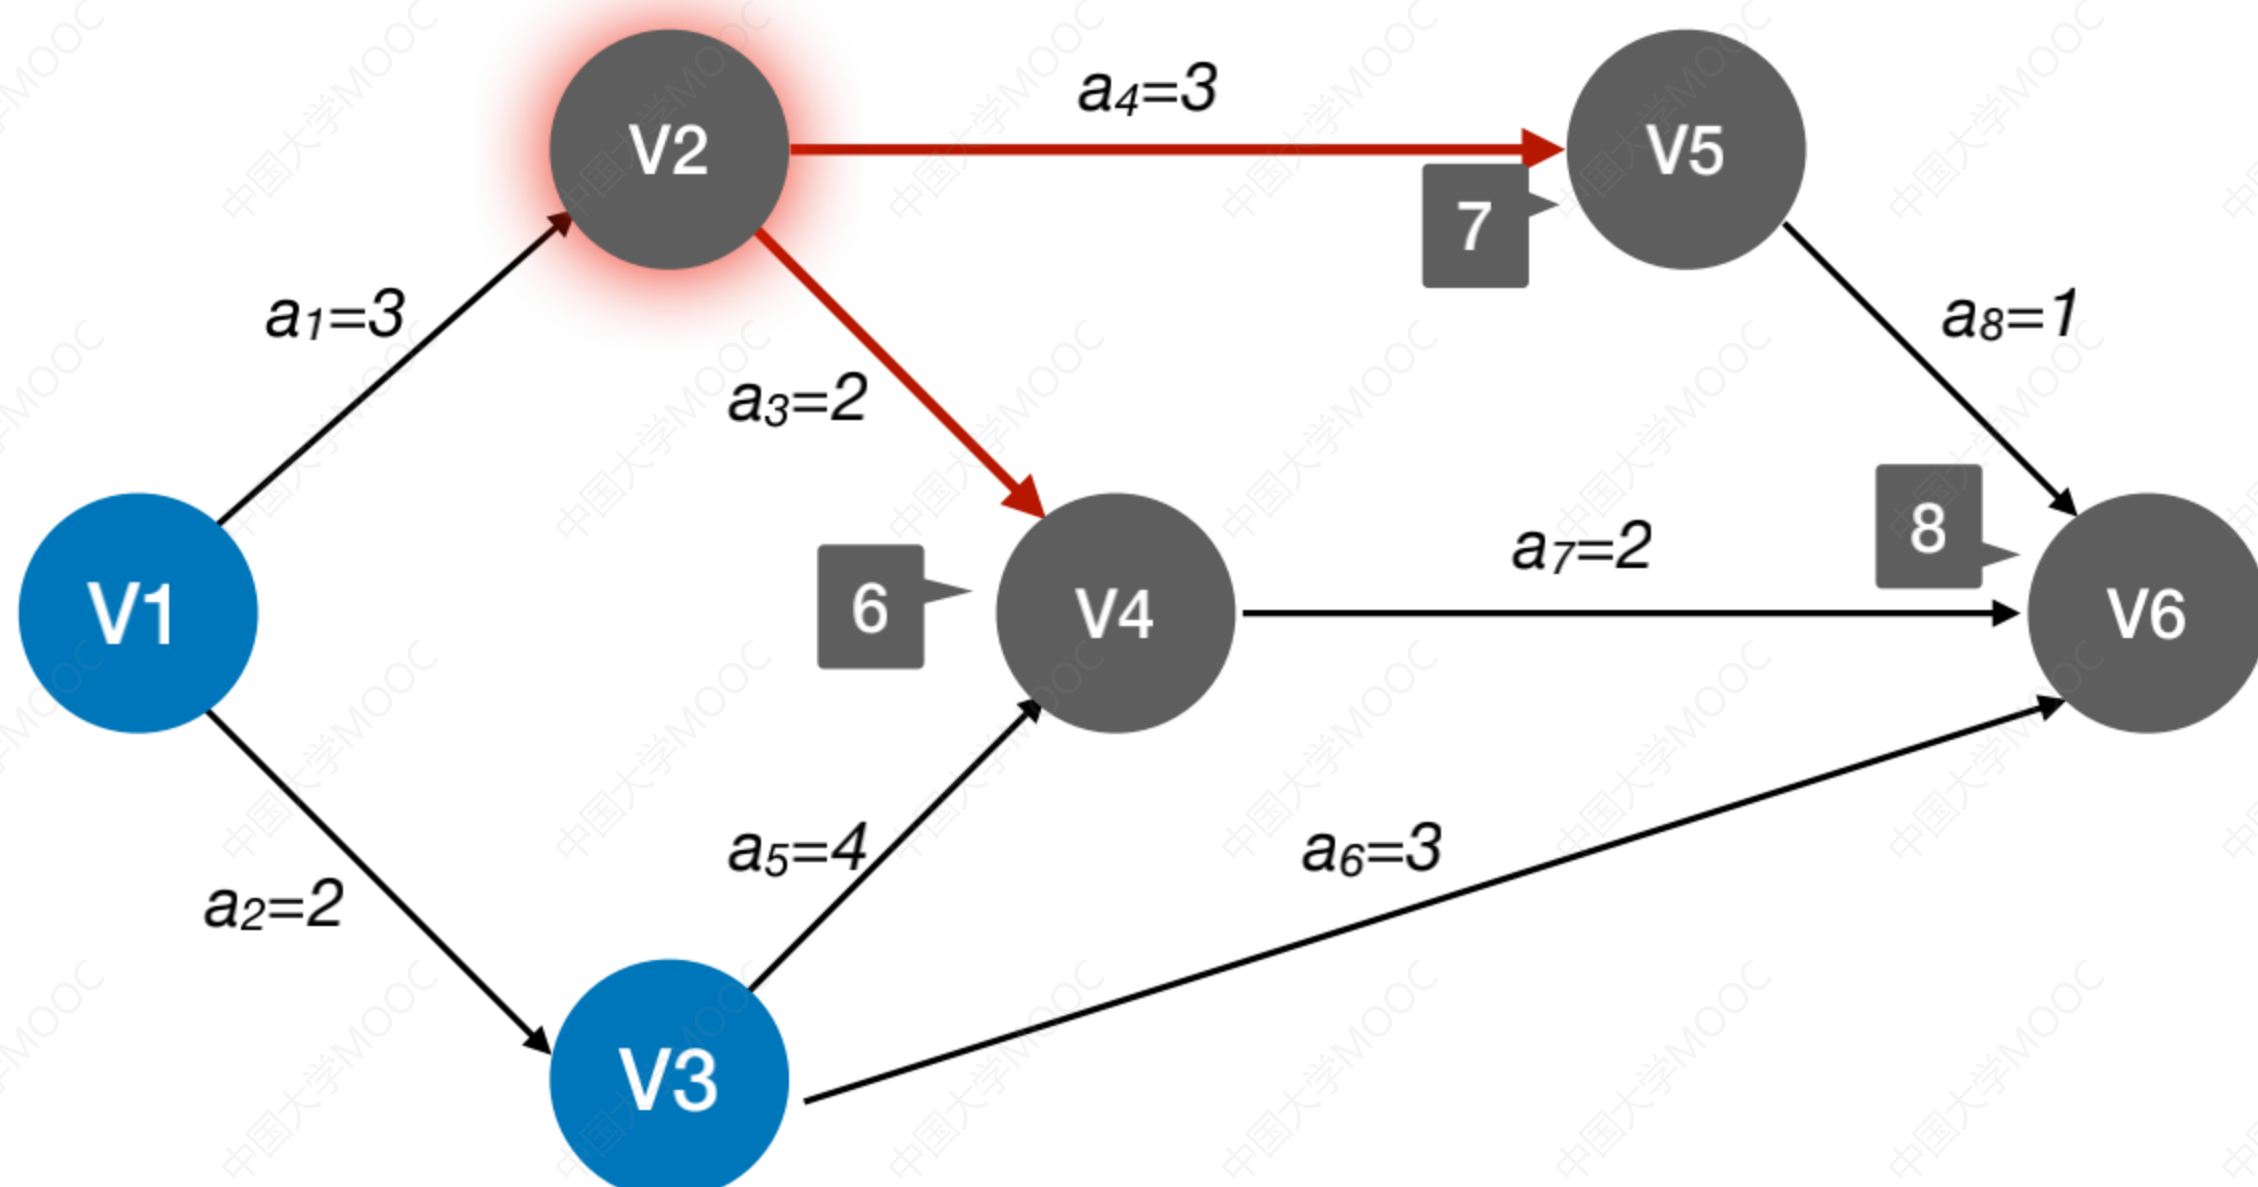 a4=3
V2
V5
7
a1=3
a8=1
a3=2
8
a7=2
6
V1
V4
V6
a5=4
a6=3
a2=2
V3
中国大学MOOC